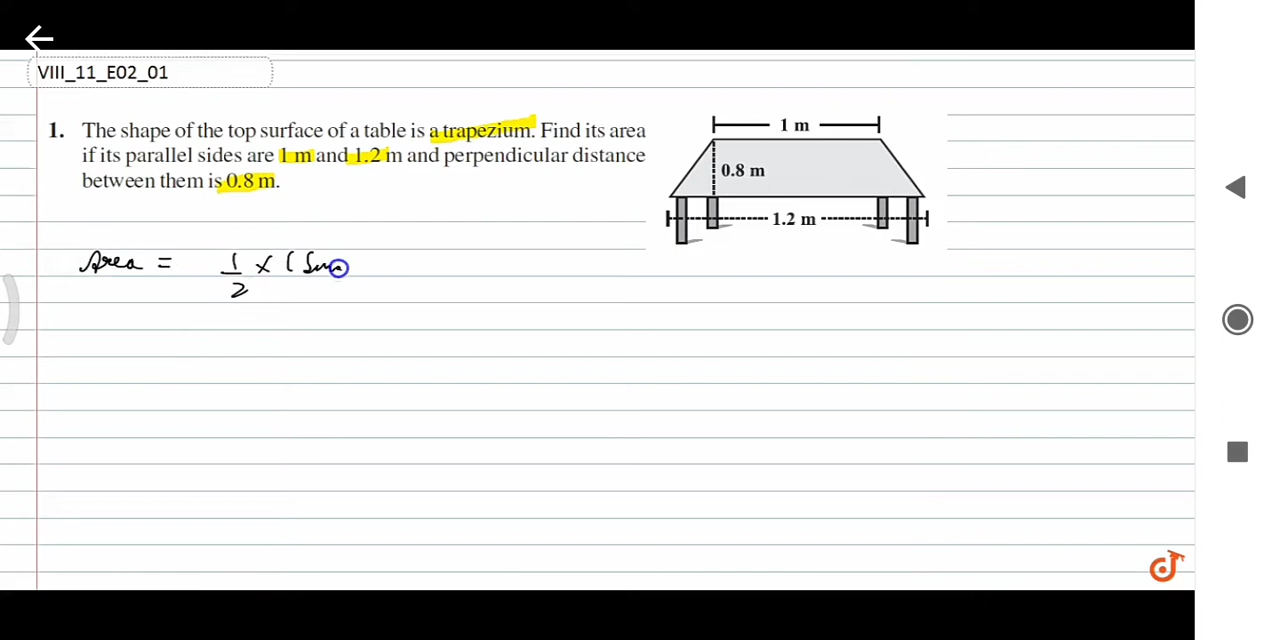 VIII_11_E02_01
1. The shape of the top surface of a table is a trapezium. Find its area
if its parallel sides are 1 m and 1.2 m and perpendicular distance
between them is 0.8 m.
1 m
0.8 m
1.2 m
Area = 1/2 × (Sum